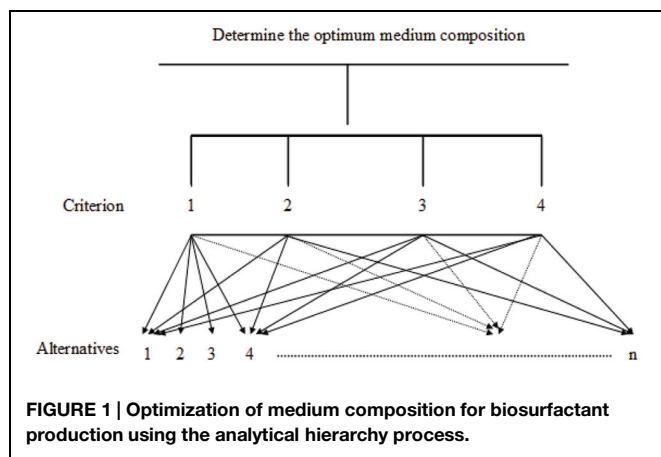 Determine the optimum medium composition
Criterion 1 2 3 4
Alternatives 1 2 3 4 n
FIGURE 1 | Optimization of medium composition for biosurfactant
production using the analytical hierarchy process.